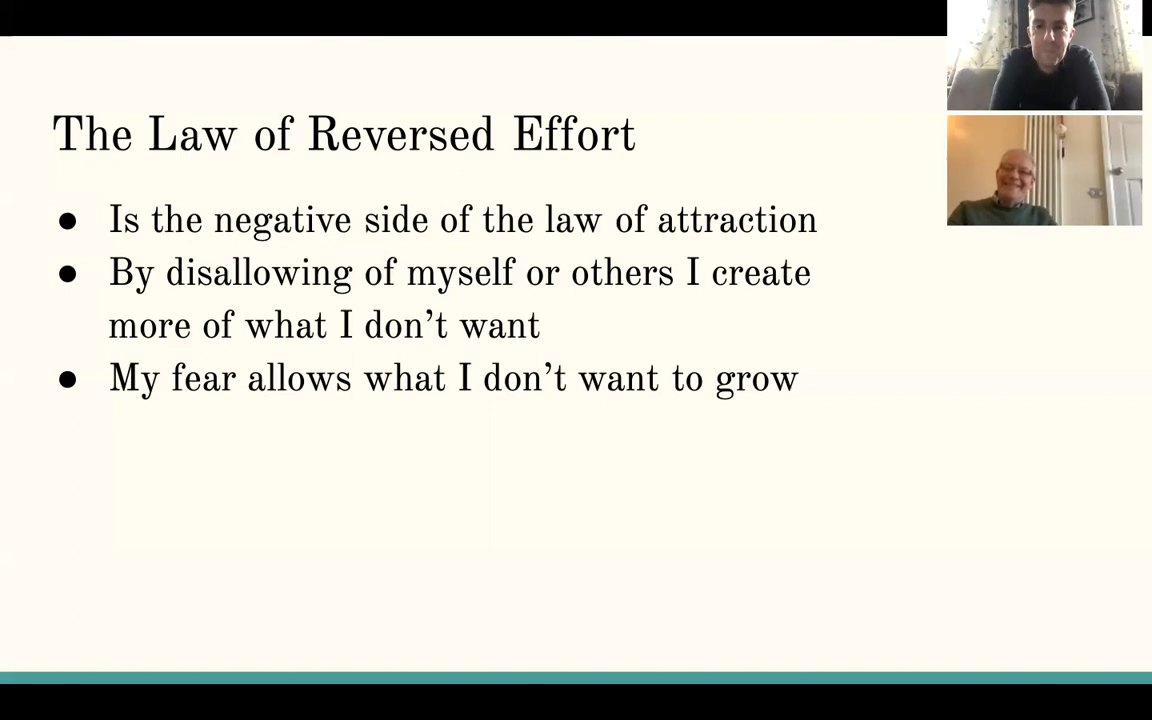 The Law of Reversed Effort
● Is the negative side of the law of attraction
● By disallowing of myself or others I create
more of what I don’t want
● My fear allows what I don’t want to grow